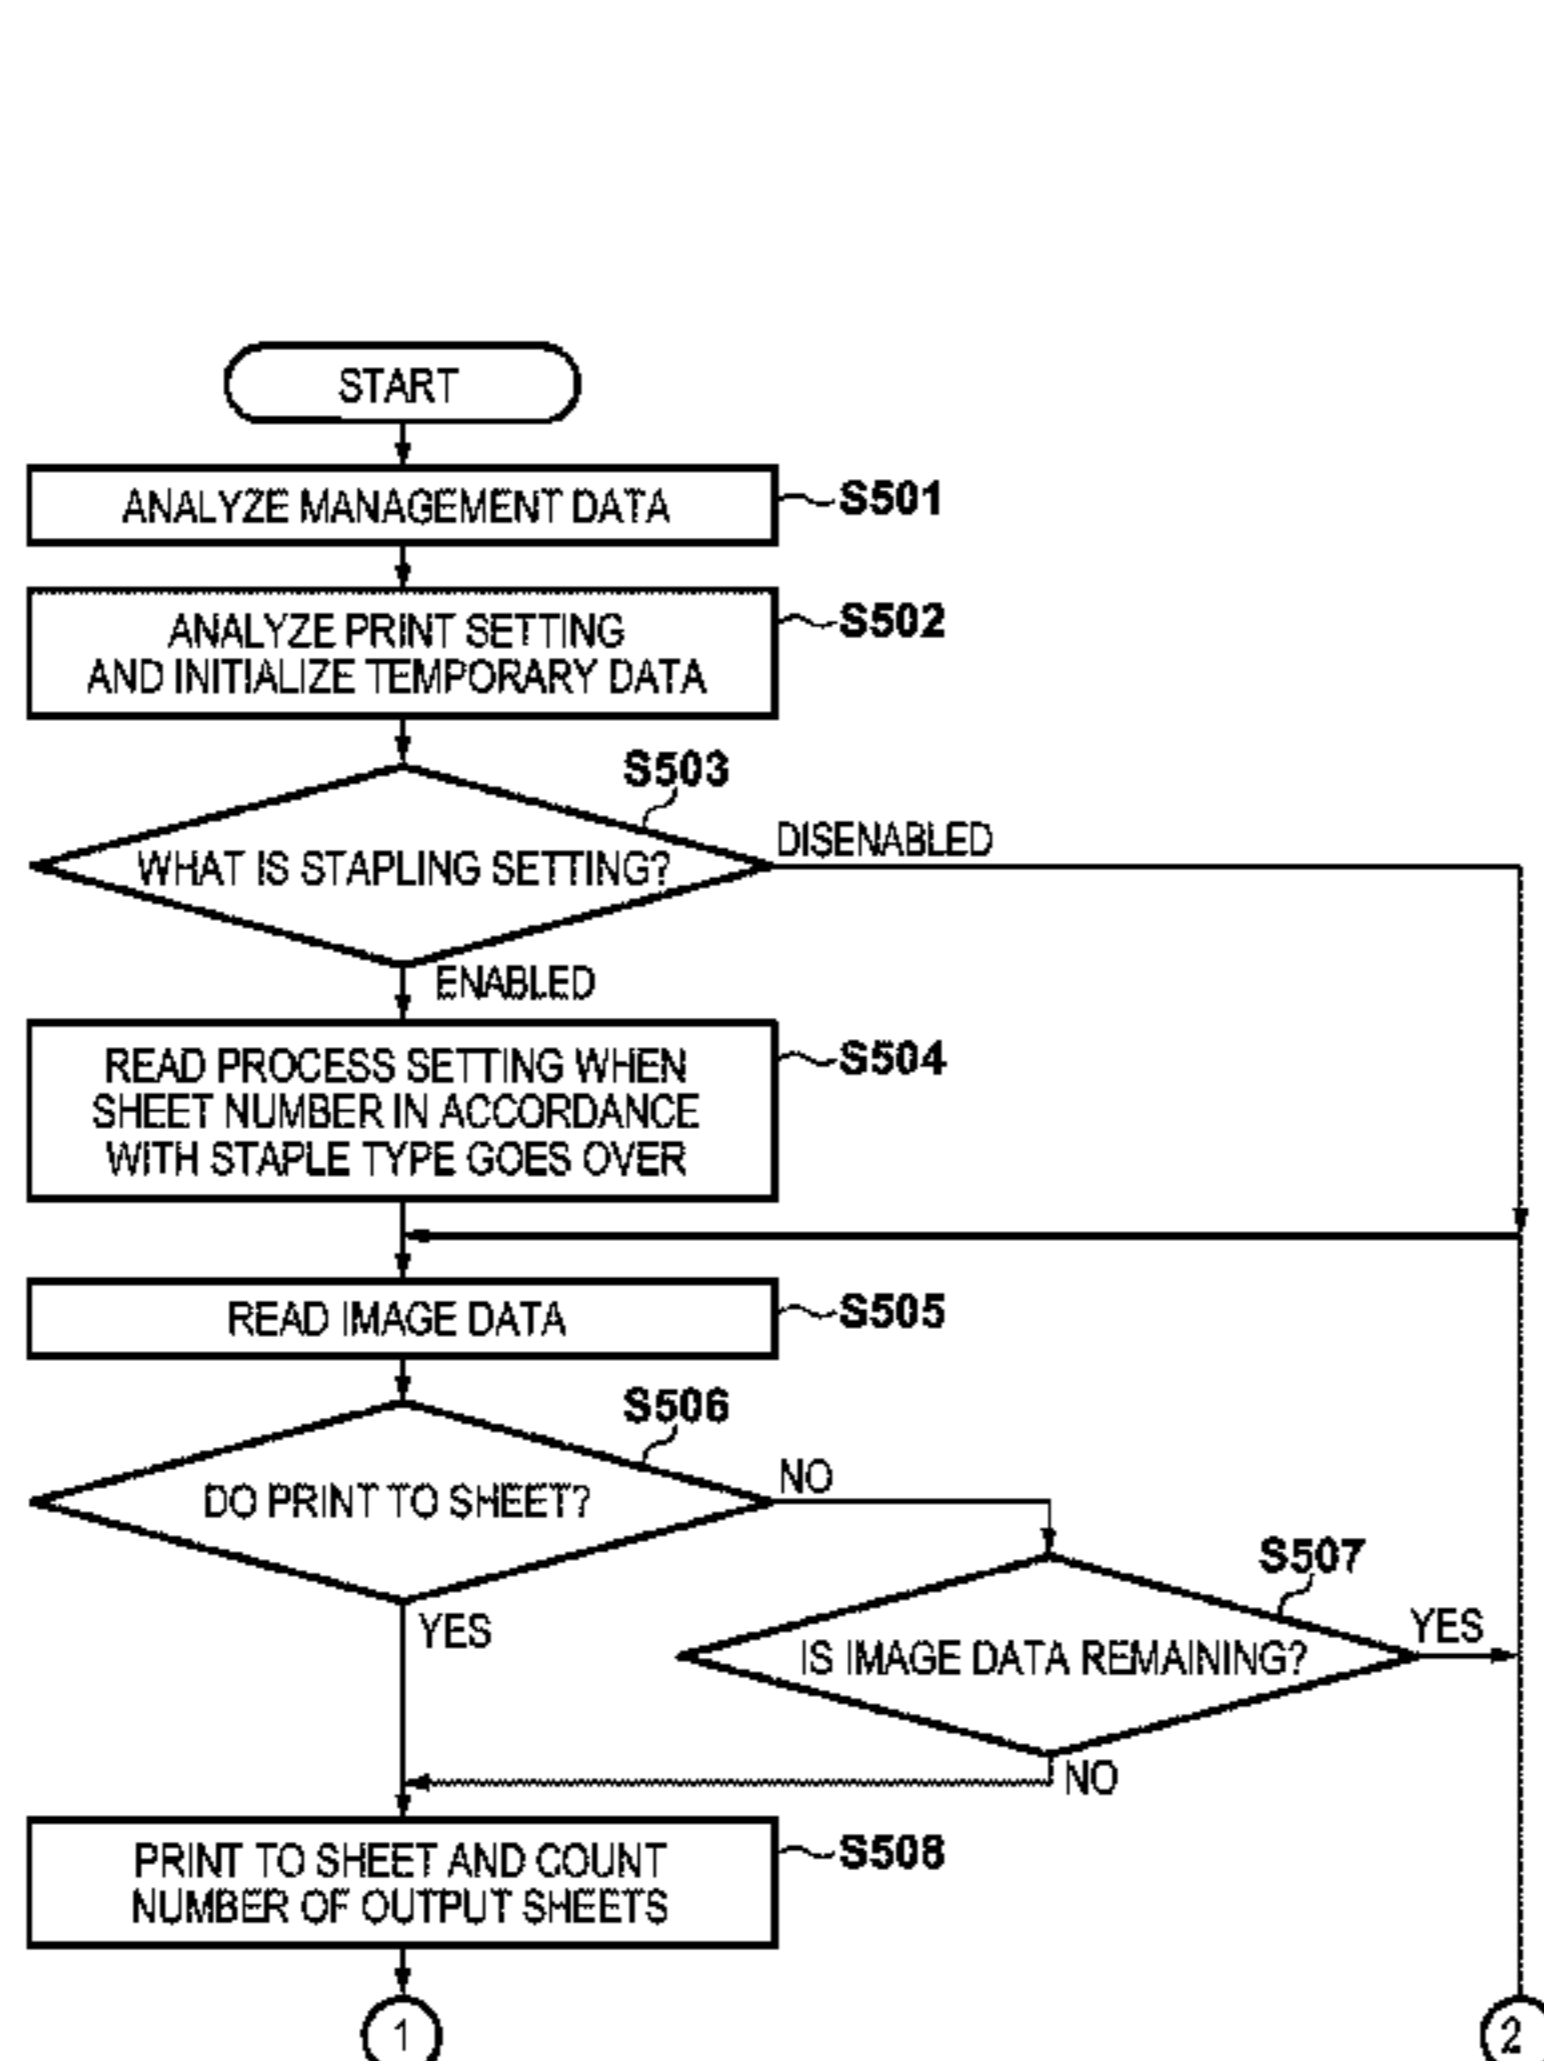 START
ANALYZE MANAGEMENT DATA
S501
ANALYZE PRINT SETTING
AND INITIALIZE TEMPORARY DATA
S502
S503
WHAT IS STAPLING SETTING?
DISENABLED
ENABLED
READ PROCESS SETTING WHEN
SHEET NUMBER IN ACCORDANCE
WITH STAPLE TYPE GOES OVER
S504
READ IMAGE DATA
S505
S506
DO PRINT TO SHEET?
NO
YES
S507
IS IMAGE DATA REMAINING?
YES
NO
PRINT TO SHEET AND COUNT
NUMBER OF OUTPUT SHEETS
S508
1
2